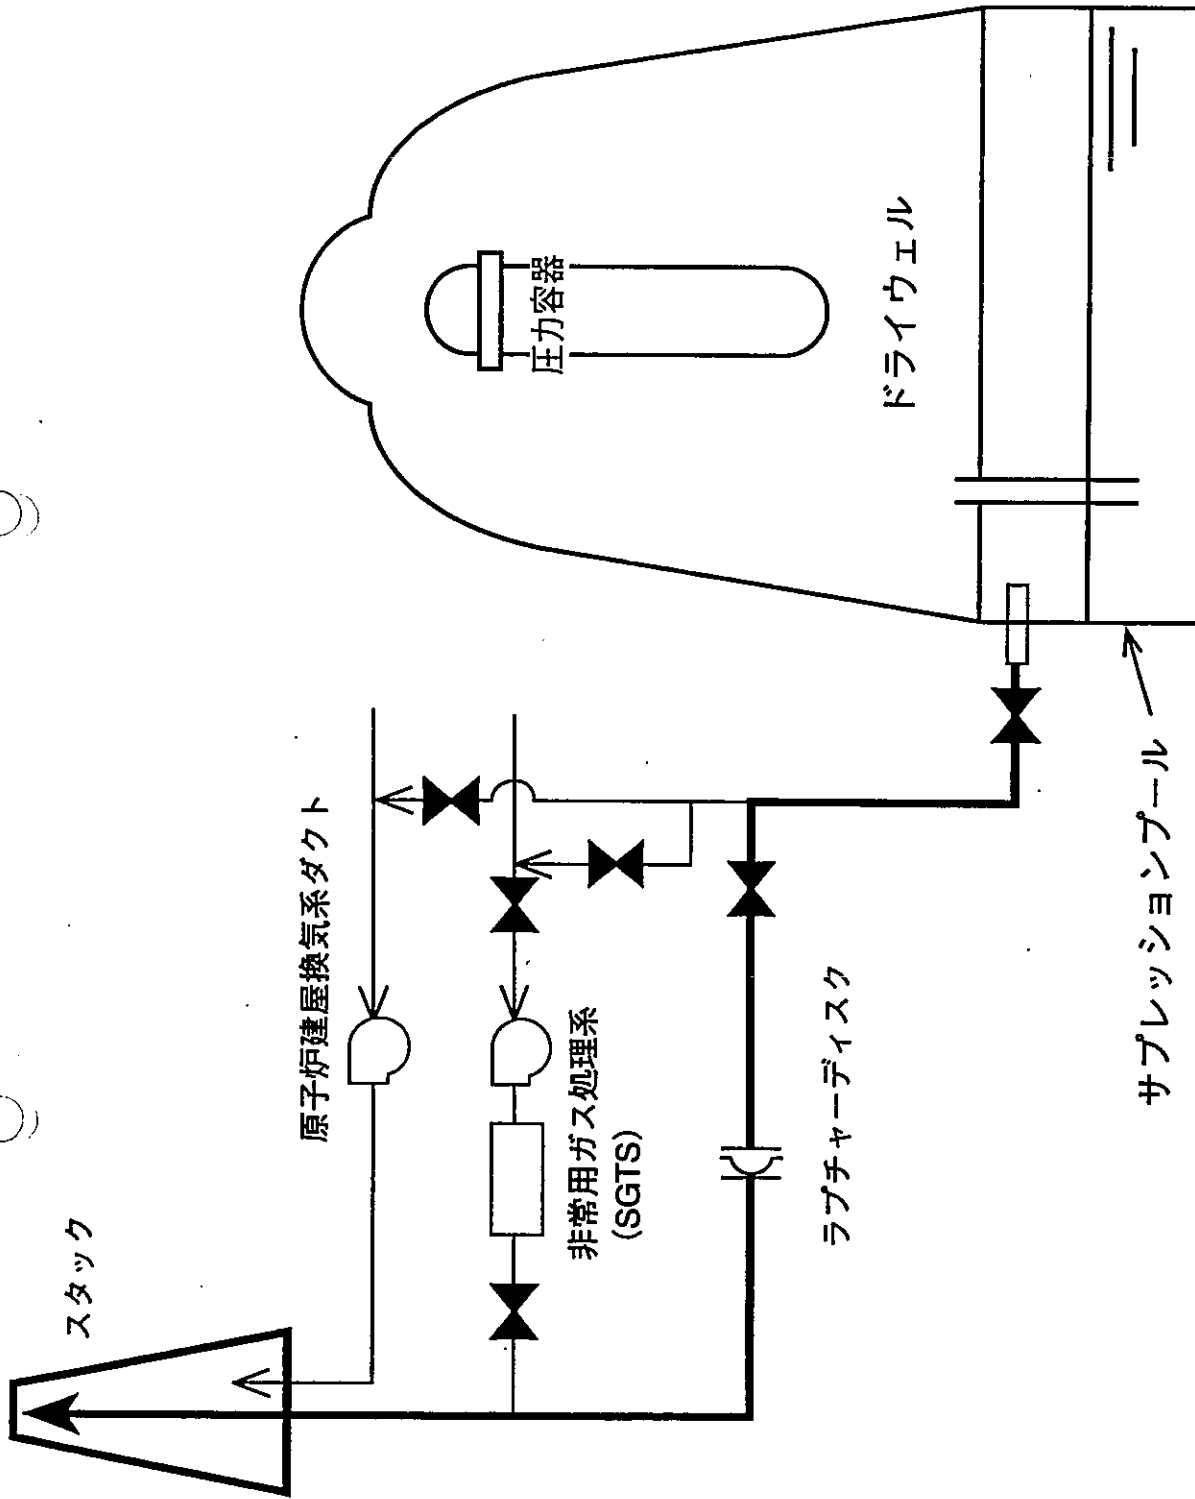 スタック
原子炉建屋換気系ダクト
非常用ガス処理系
(SGTS)
ラプチャーディスク
圧力容器
ドライウェル
サプレッションプール